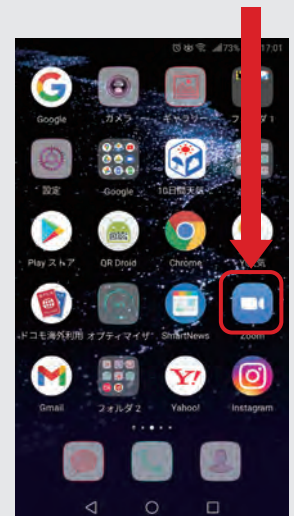 73% 17:01
Google カメラ ギャラリー
設定 Google 10日間天気
Play ストア QR Droid Chrome
ドコモ海外利用 オプティマイザ SmartNews Zoom
Gmail フォルダ 2 Yahoo! Instagram